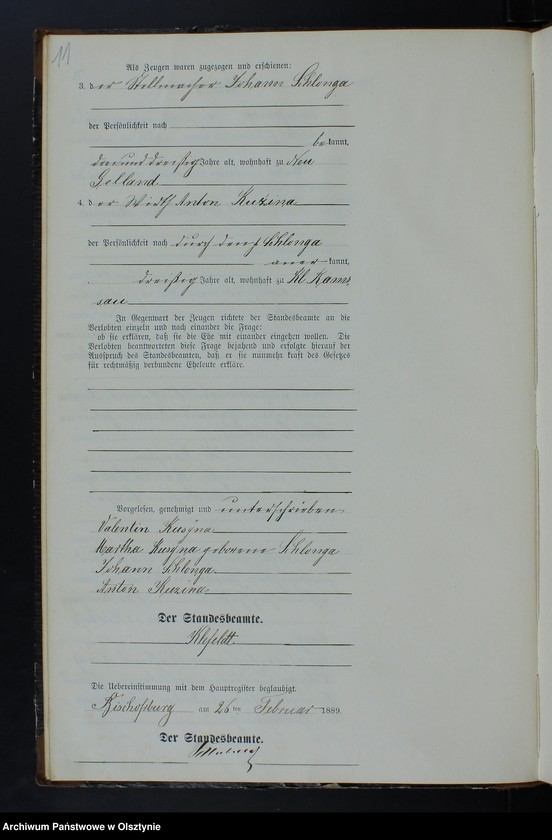 11
Als Zeugen waren zugezogen und erschienen:
3. der Stellmacher Johann Schlonga
der Persönlichkeit nach
bekannt,
dreiunddreißig Jahre alt, wohnhaft zu Neu
Gelland
4. der Wirth Anton Kuzina
der Persönlichkeit nach durch den p Schlonga
anerkannt,
dreißig Jahre alt, wohnhaft zu Kl. Kams
sau
In Gegenwart der Zeugen richtete der Standesbeamte an die
Verlobten einzeln und nach einander die Frage:
ob sie erklären, daß sie die Ehe mit einander eingehen wollen. Die
Verlobten beantworteten diese Frage bejahend und erfolgte hierauf der
Ausspruch des Standesbeamten, daß er sie nunmehr kraft des Gesetzes
für rechtmäßig verbundene Eheleute erkläre.
Vorgelesen, genehmigt und unterschrieben
Valentin Kusyna
Martha Kusyna geborene Schlonga
Johann Schlonga
Anton Kuzina
Der Standesbeamte.
Klefeldt
Die Uebereinstimmung mit dem Hauptregister beglaubigt.
Bischofsburg am 26ten Februar 1889.
Der Standesbeamte.
Archiwum Państwowe w Olsztynie